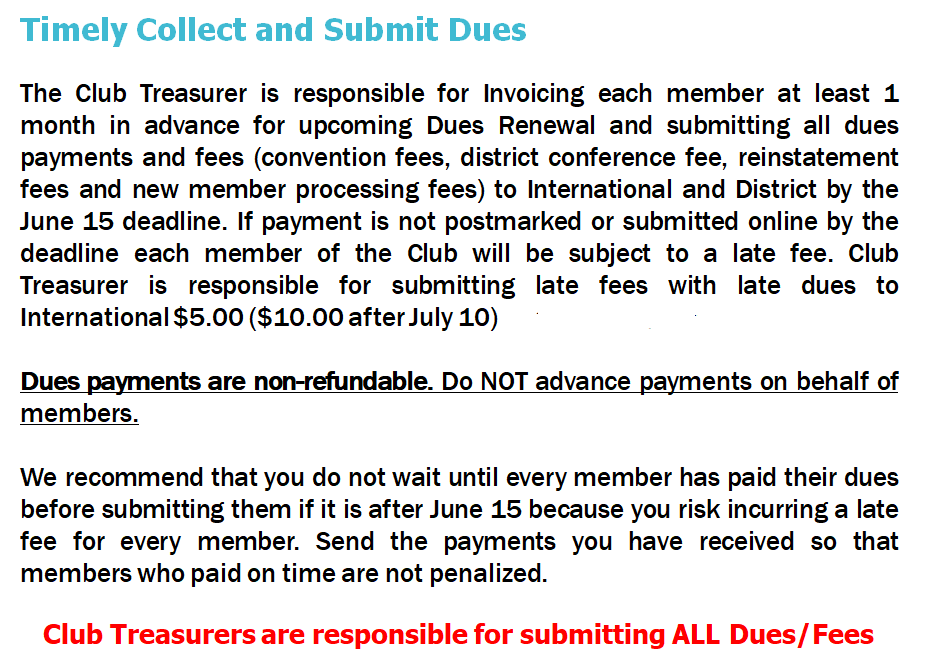 Timely Collect and Submit Dues
The Club Treasurer is responsible for Invoicing each member at least 1
month in advance for upcoming Dues Renewal and submitting all dues
payments and fees (convention fees, district conference fee, reinstatement
fees and new member processing fees) to International and District by the
June 15 deadline. If payment is not postmarked or submitted online by the
deadline each member of the Club will be subject to a late fee. Club
Treasurer is responsible for submitting late fees with late dues to
International $5.00 ($10.00 after July 10)
Dues payments are non-refundable. Do NOT advance payments on behalf of
members.
We recommend that you do not wait until every member has paid their dues
before submitting them if it is after June 15 because you risk incurring a late
fee for every member. Send the payments you have received so that
members who paid on time are not penalized.
Club Treasurers are responsible for submitting ALL Dues/Fees